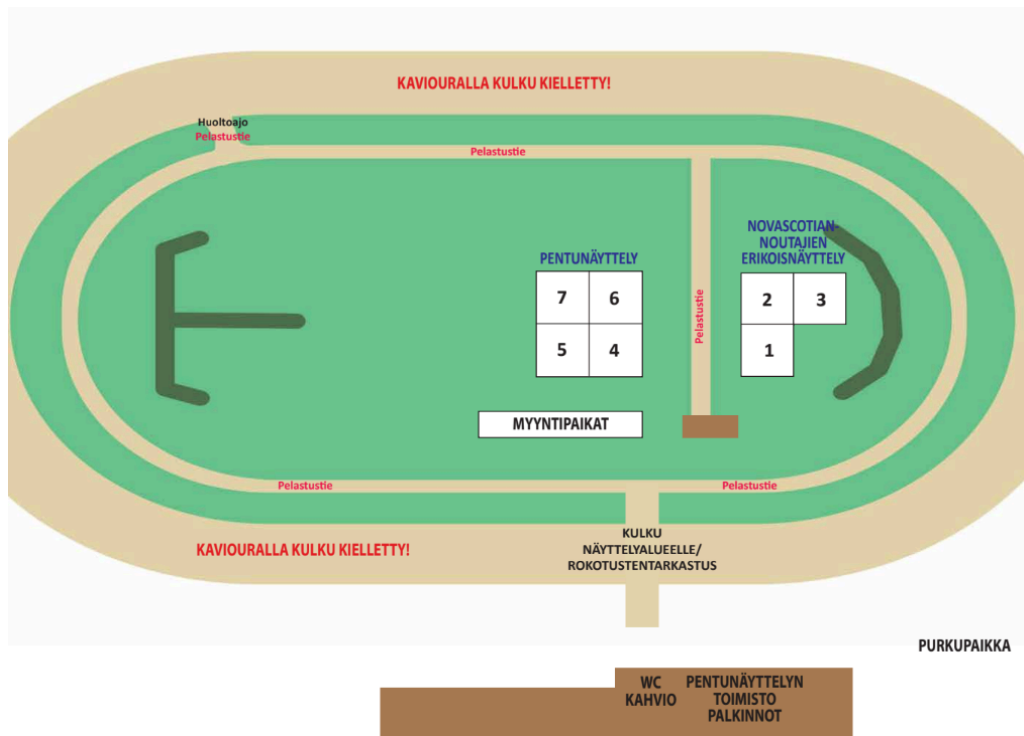 KAVIOURALLA KULKU KIELLETTY!
Huoltoajo
Pelastustie
Pelastustie
NOVASCOTIAN-
NOUTAJIEN
ERIKOISNÄYTTELY
PENTUNÄYTTELY
7 6
2 3
Pelastustie
5 4
1
MYYNTIPAIKAT
Pelastustie
Pelastustie
KULKU
NÄYTTELYALUEELLE/
ROKOTUSTENTARKASTUS
KAVIOURALLA KULKU KIELLETTY!
PURKUPAIKKA
WC
KAHVIO
PENTUNÄYTTELYN
TOIMISTO
PALKINNOT